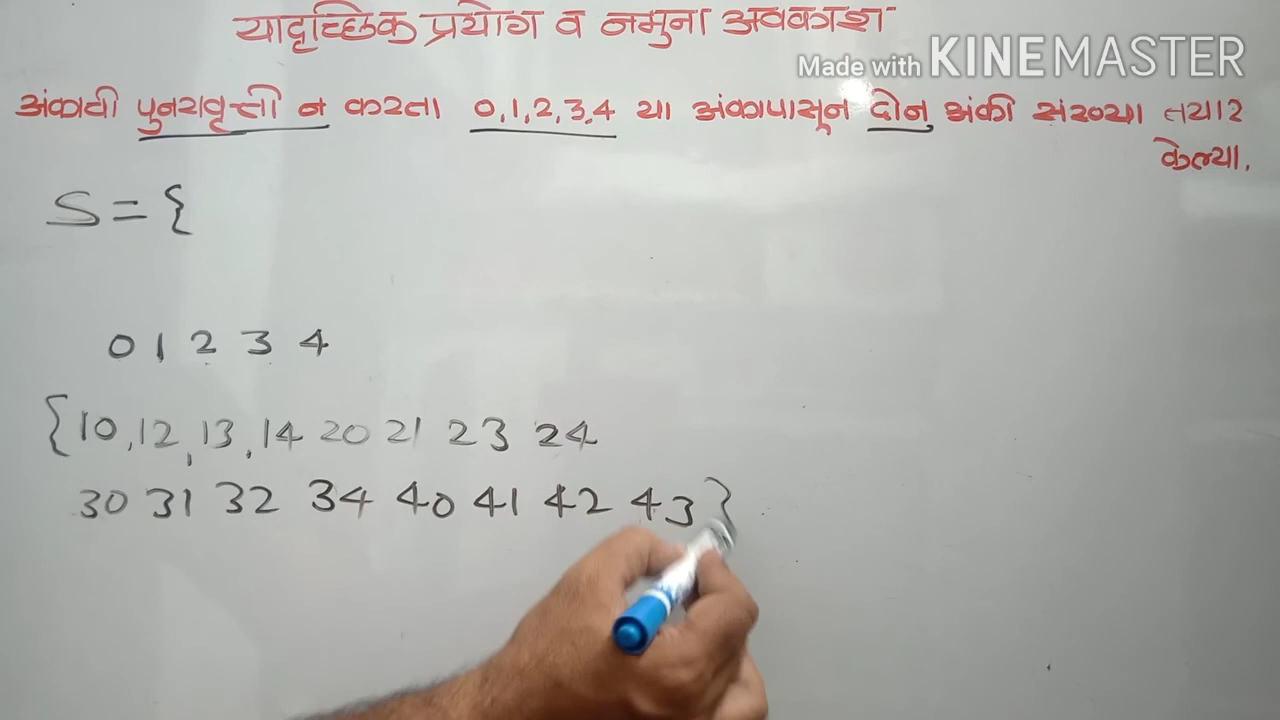 यादृच्छिक प्रयोग व नमुना अवकाश
Made with KINEMASTER
अंकाची पुनरावृत्ती न करता 0,1,2,3,4 या अंकापासून दोन अंकी संख्या तयार
केल्या.
S = {
0 1 2 3 4
{10, 12, 13, 14 20 21 23 24
30 31 32 34 40 41 42 43}